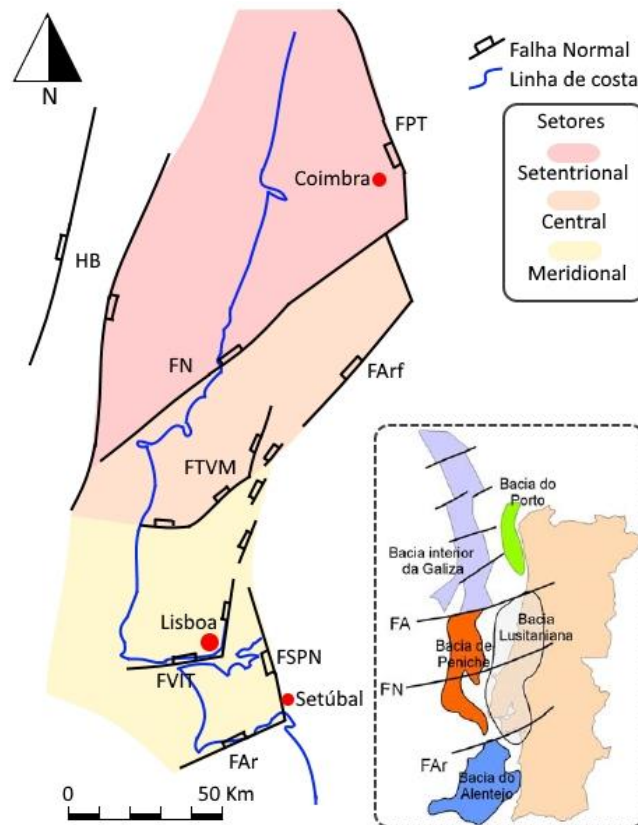 N
Falha Normal
Linha de costa
Setores
Setentrional
Central
Meridional
FPT
Coimbra
HB
FN
FArf
FTVM
Lisboa
FVIT
FSPN
Setúbal
FAr
0
50 Km
Bacia do
Porto
Bacia interior
da Galiza
FA
Bacia
Lusitaniana
Bacia de
Peniche
FN
FAr
Bacia do
Alentejo